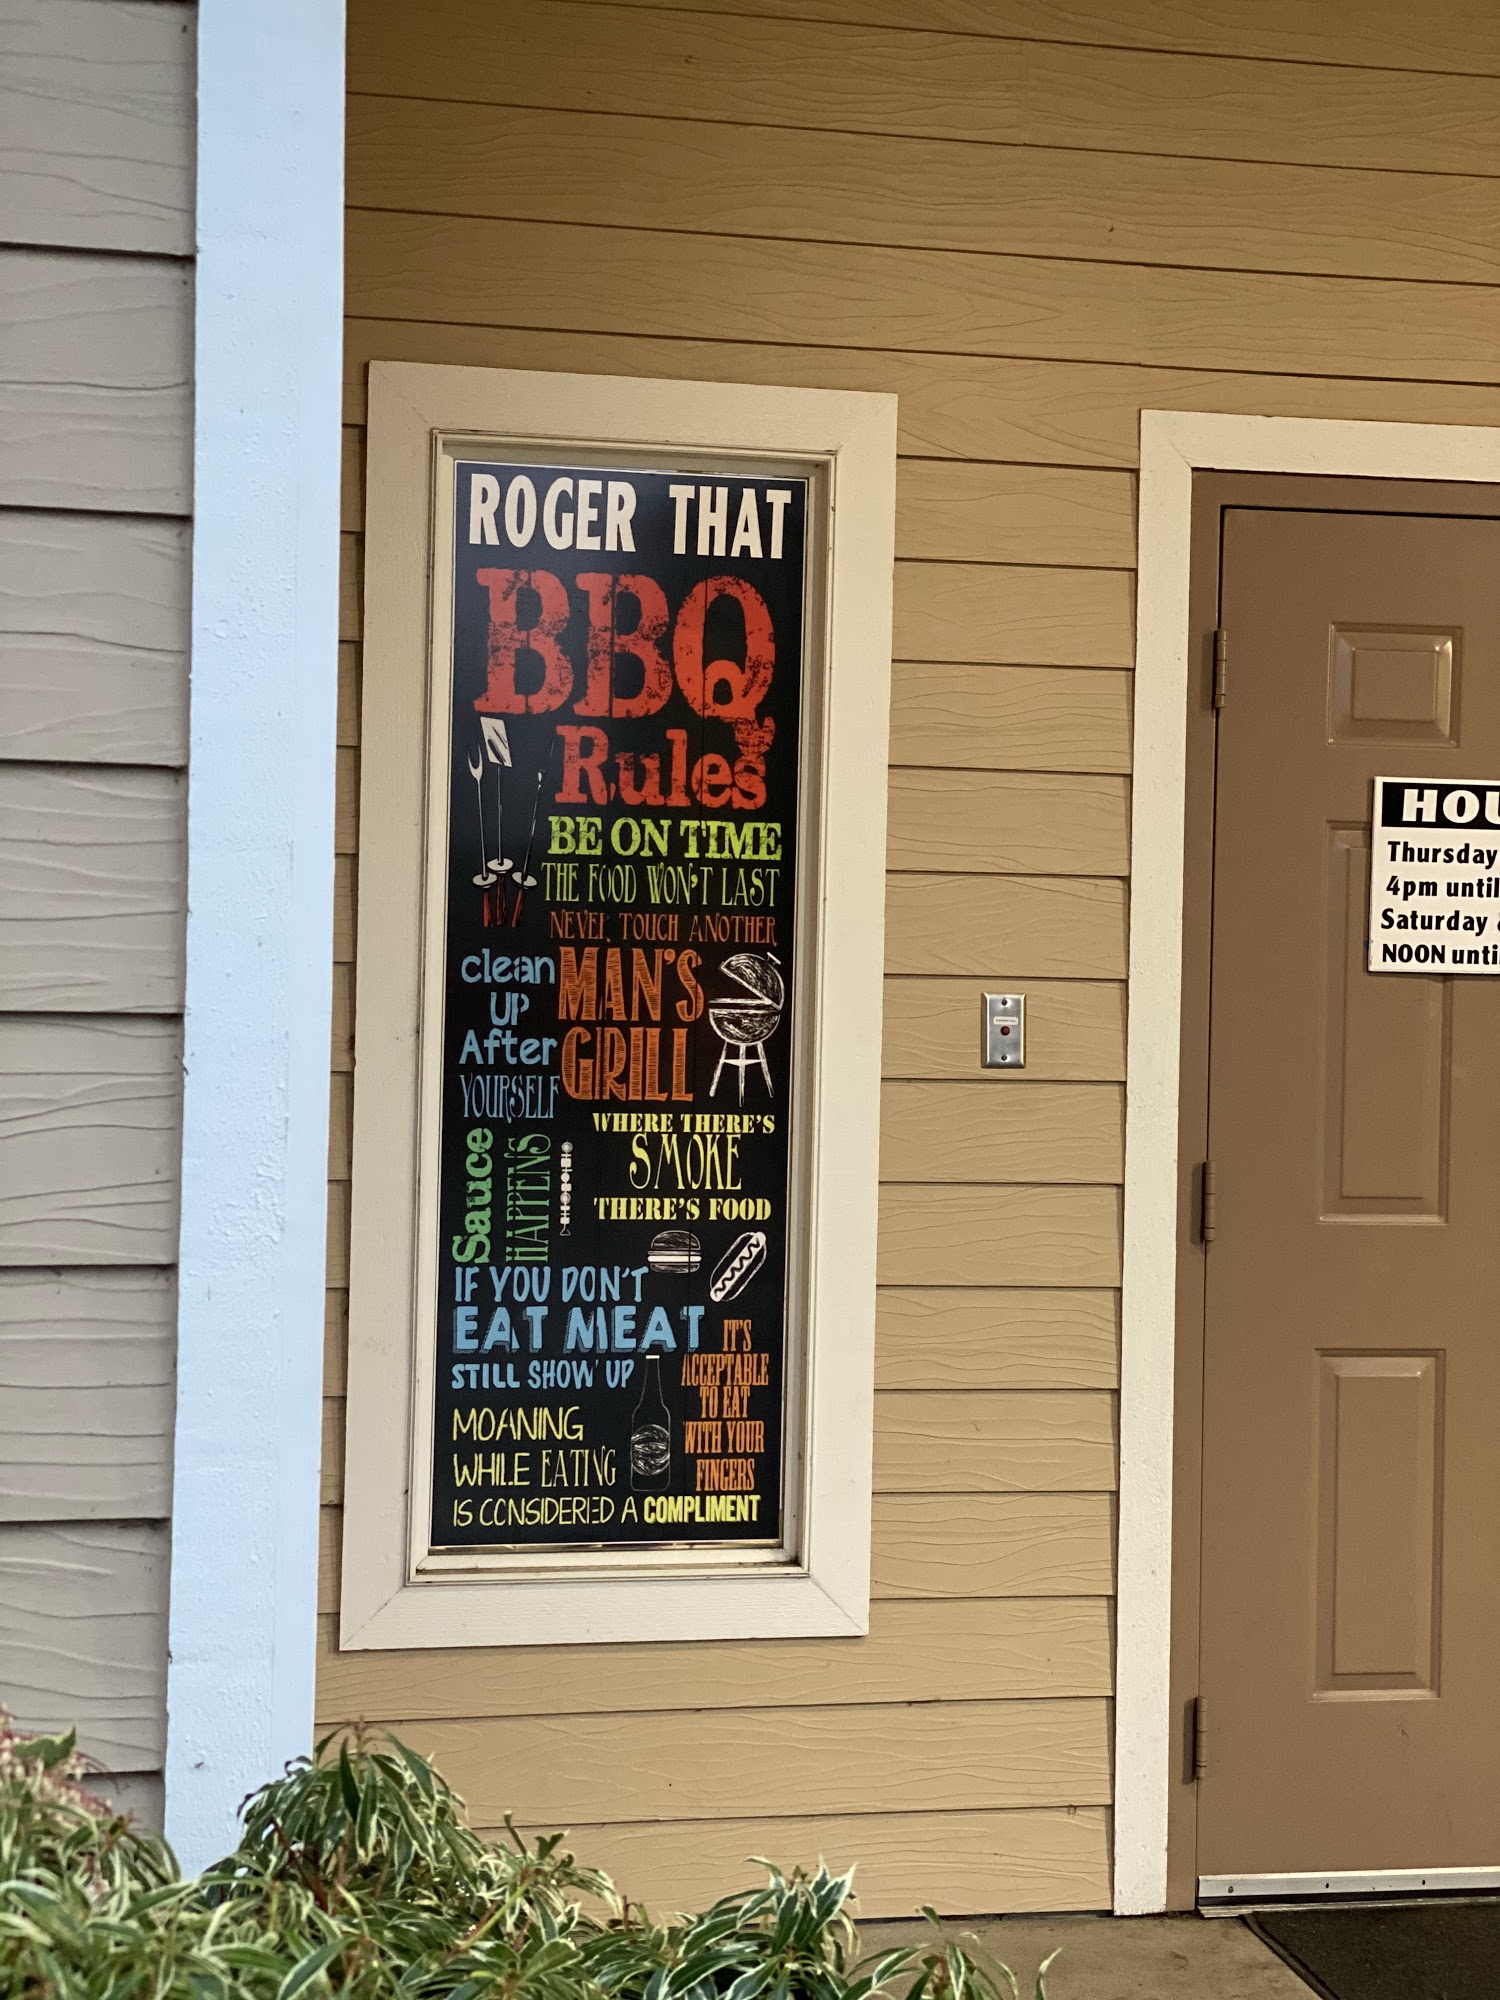 ROGER THAT
BBQ
Rules
BE ON TIME
THE FOOD WON'T LAST
NEVER TOUCH ANOTHER
MAN'S
GRILL
clean
UP
After
YOURSELF
WHERE THERE'S
SMOKE
THERE'S FOOD
Sauce
HAPPENS
IF YOU DON'T
EAT MEAT
STILL SHOW UP
IT'S
ACCEPTABLE
TO EAT
WITH YOUR
FINGERS
MOANING
WHILE EATING
IS CONSIDERED A COMPLIMENT
HOU
Thursday
4pm until
Saturday
NOON unti